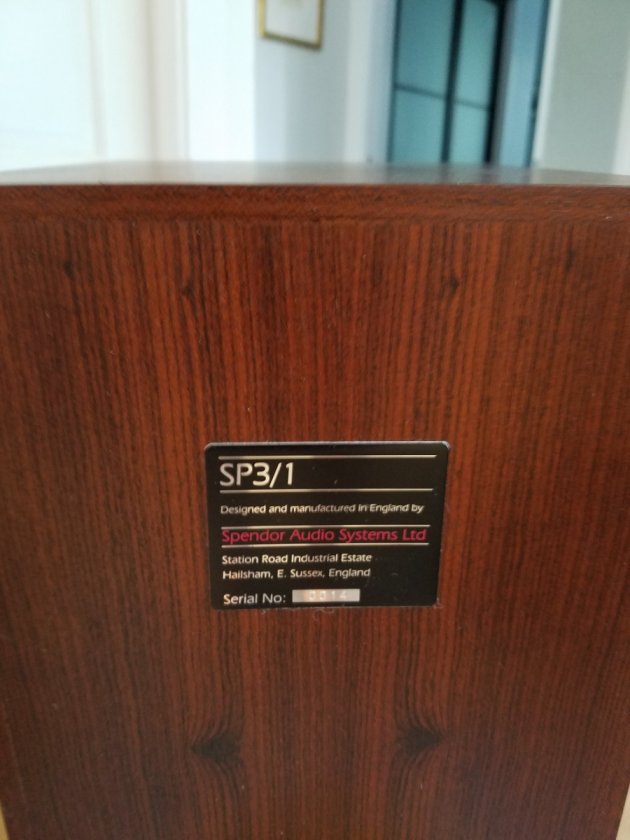 SP3/1
Designed and manufactured in England by
Spendor Audio Systems Ltd
Station Road Industrial Estate
Hailsham, E. Sussex, England
Serial No: 0014